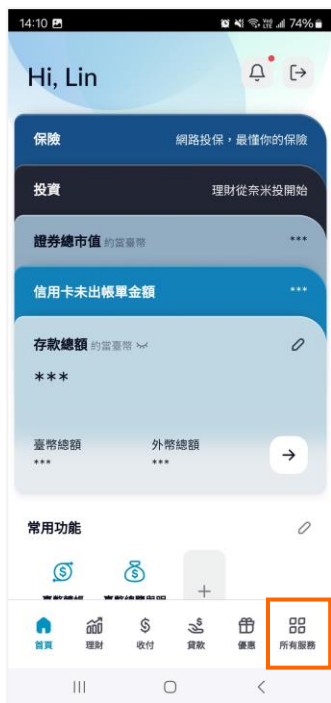 14:10 74%
Hi, Lin
保險 網路投保，最懂你的保險
投資 理財從奈米投開始
證券總市值 約當臺幣 ***
信用卡未出帳單金額 ***
存款總額 約當臺幣
***
臺幣總額 外幣總額
*** ***
常用功能
首頁 理財 收付 貸款 優惠 所有服務